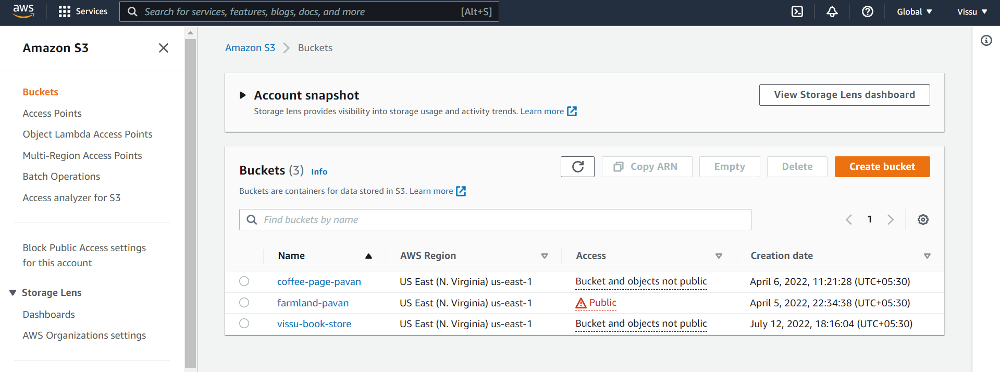 aws
Services
Search for services, features, blogs, docs, and more [Alt+S]
Global
Vissu
Amazon S3
Buckets
Access Points
Object Lambda Access Points
Multi-Region Access Points
Batch Operations
Access analyzer for S3
Block Public Access settings
for this account
Storage Lens
Dashboards
AWS Organizations settings
Amazon S3 > Buckets
Account snapshot
Storage lens provides visibility into storage usage and activity trends. Learn more
View Storage Lens dashboard
Buckets (3) Info
Buckets are containers for data stored in S3. Learn more
Copy ARN
Empty
Delete
Create bucket
Find buckets by name
1
Name AWS Region Access Creation date
coffee-page-pavan US East (N. Virginia) us-east-1 Bucket and objects not public April 6, 2022, 11:21:28 (UTC+05:30)
farmland-pavan US East (N. Virginia) us-east-1 Public April 5, 2022, 22:34:38 (UTC+05:30)
vissu-book-store US East (N. Virginia) us-east-1 Bucket and objects not public July 12, 2022, 18:16:04 (UTC+05:30)